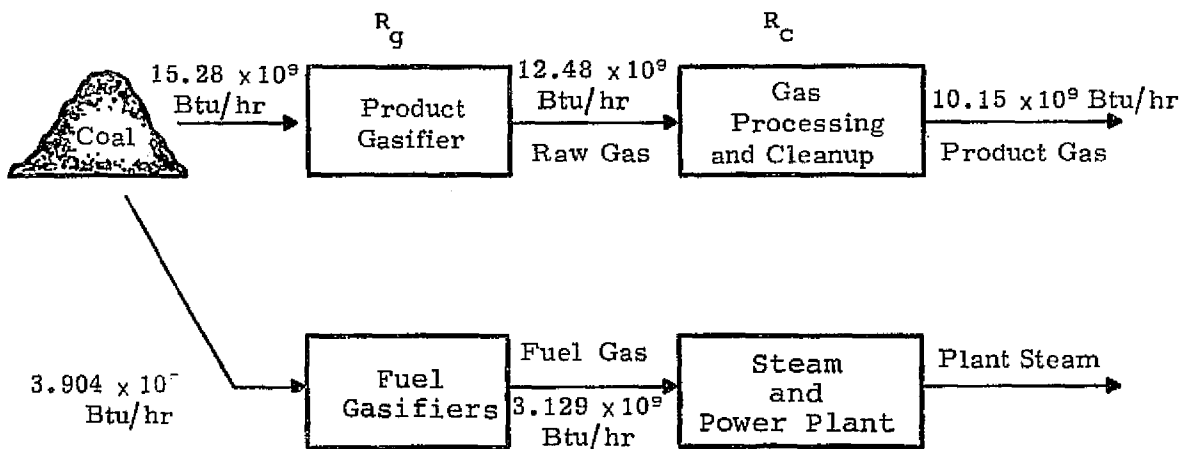 R_g
R_c
15.28 × 10⁹
Btu/hr
12.48 × 10⁹
Btu/hr
10.15 × 10⁹ Btu/hr
Coal
Product
Gasifier
Raw Gas
Gas
Processing
and Cleanup
Product Gas
3.904 × 10
Btu/hr
Fuel
Gasifiers
Fuel Gas
3.129 × 10⁹
Btu/hr
Steam
and
Power Plant
Plant Steam